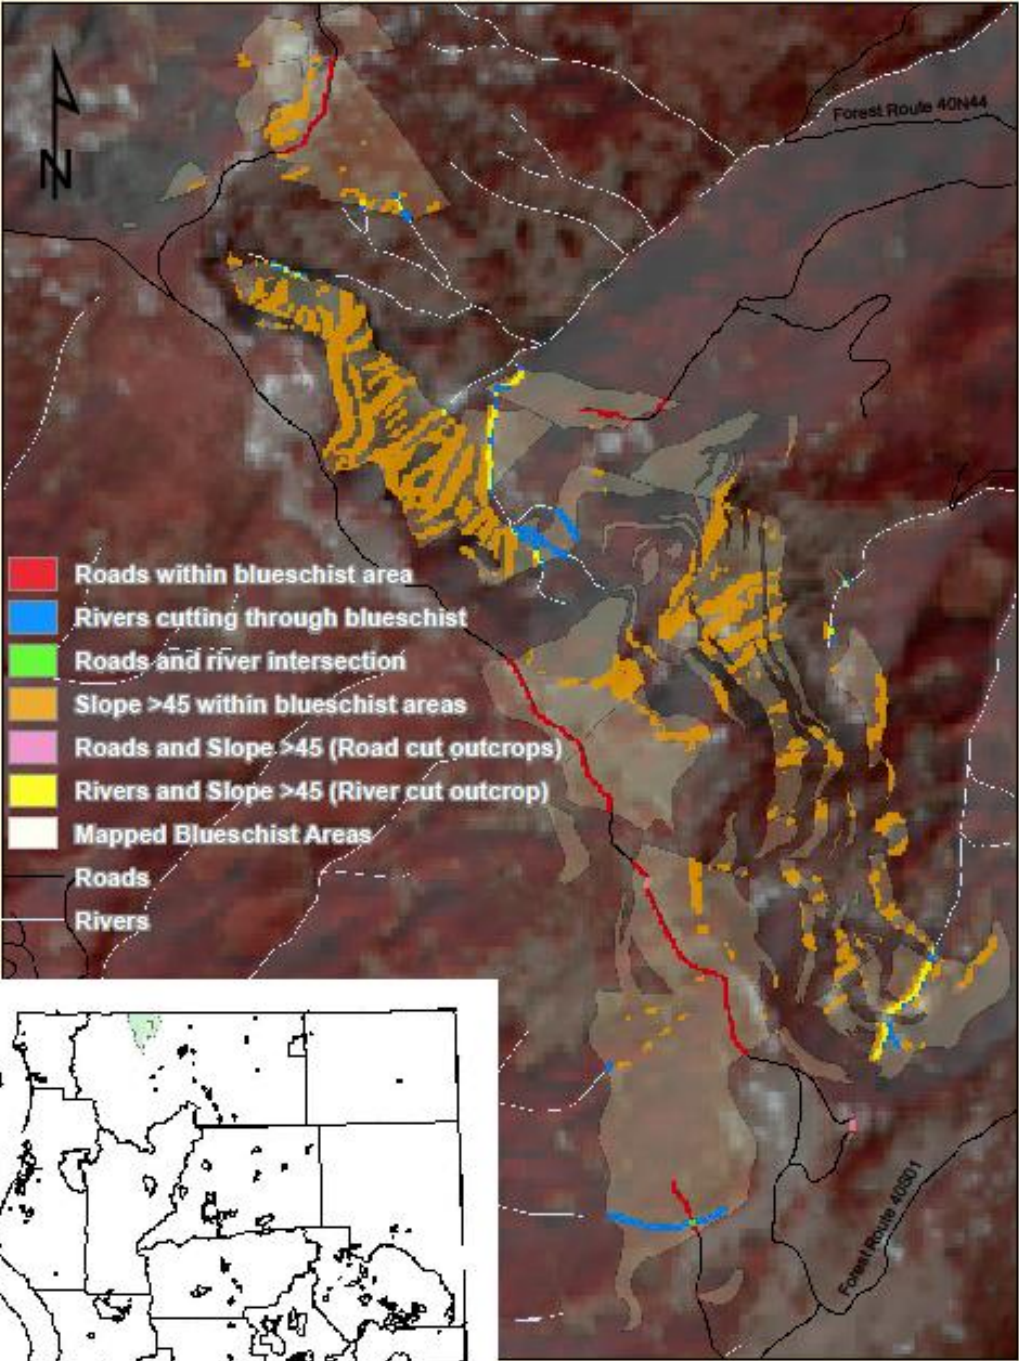 Forest Route 40N44
N
Roads within blueschist area
Rivers cutting through blueschist
Roads and river intersection
Slope >45 within blueschist areas
Roads and Slope >45 (Road cut outcrops)
Rivers and Slope >45 (River cut outcrop)
Mapped Blueschist Areas
Roads
Rivers
Forest Route 40S01